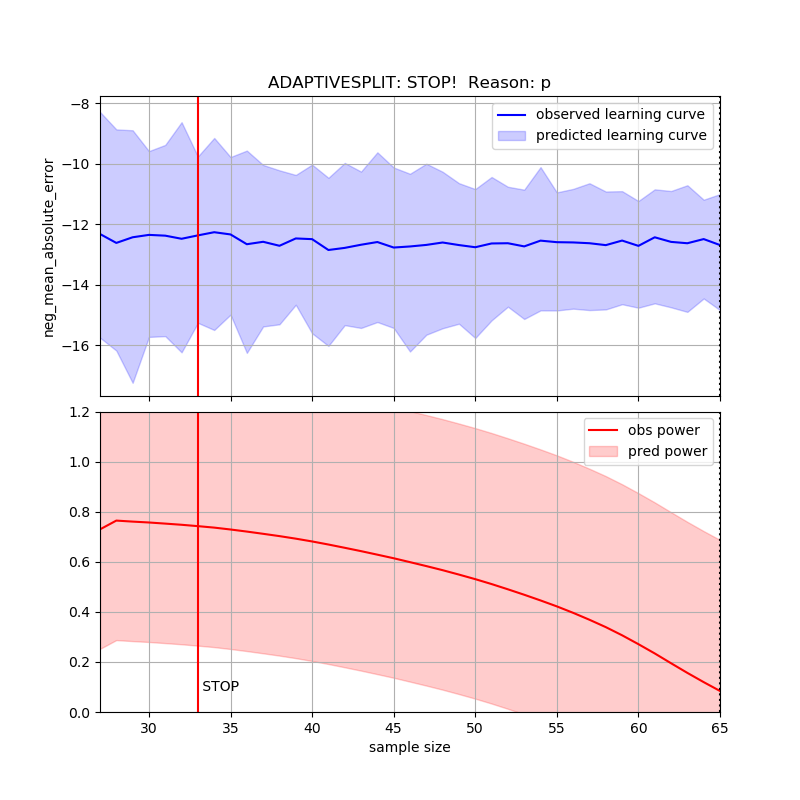 ADAPTIVESPLIT: STOP!  Reason: p
−8
−10
−12
−14
−16
neg_mean_absolute_error
observed learning curve
predicted learning curve
1.2
1.0
0.8
0.6
0.4
0.2
0.0
obs power
pred power
STOP
30 35 40 45 50 55 60 65
sample size